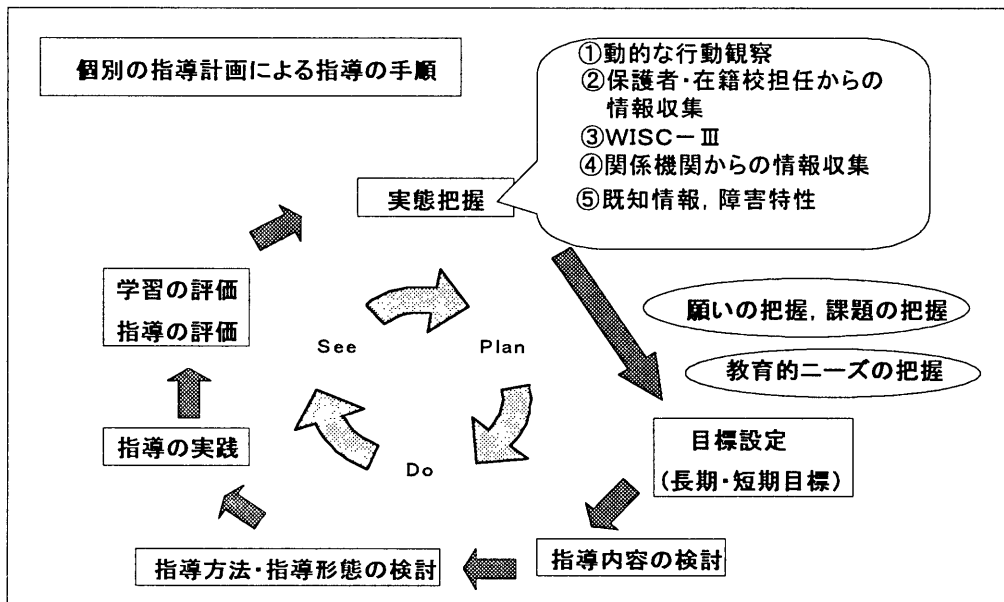 個別の指導計画による指導の手順
①動的な行動観察
②保護者・在籍校担任からの
情報収集
③WISC－Ⅲ
④関係機関からの情報収集
⑤既知情報，障害特性
実態把握
学習の評価
指導の評価
See
Plan
Do
願いの把握，課題の把握
教育的ニーズの把握
目標設定
（長期・短期目標）
指導の実践
指導方法・指導形態の検討
指導内容の検討